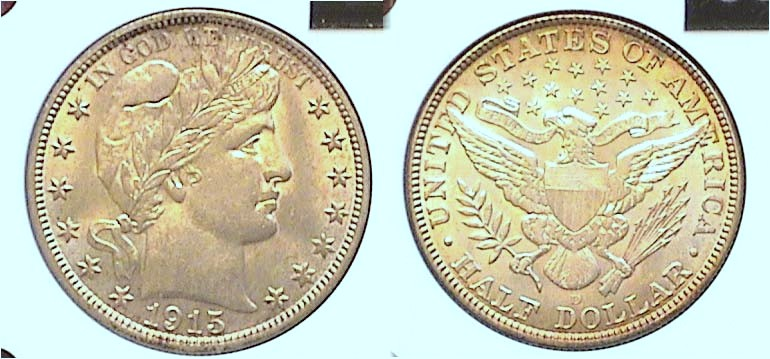 IN GOD WE TRUST
1915
UNITED STATES OF AMERICA
D
HALF DOLLAR